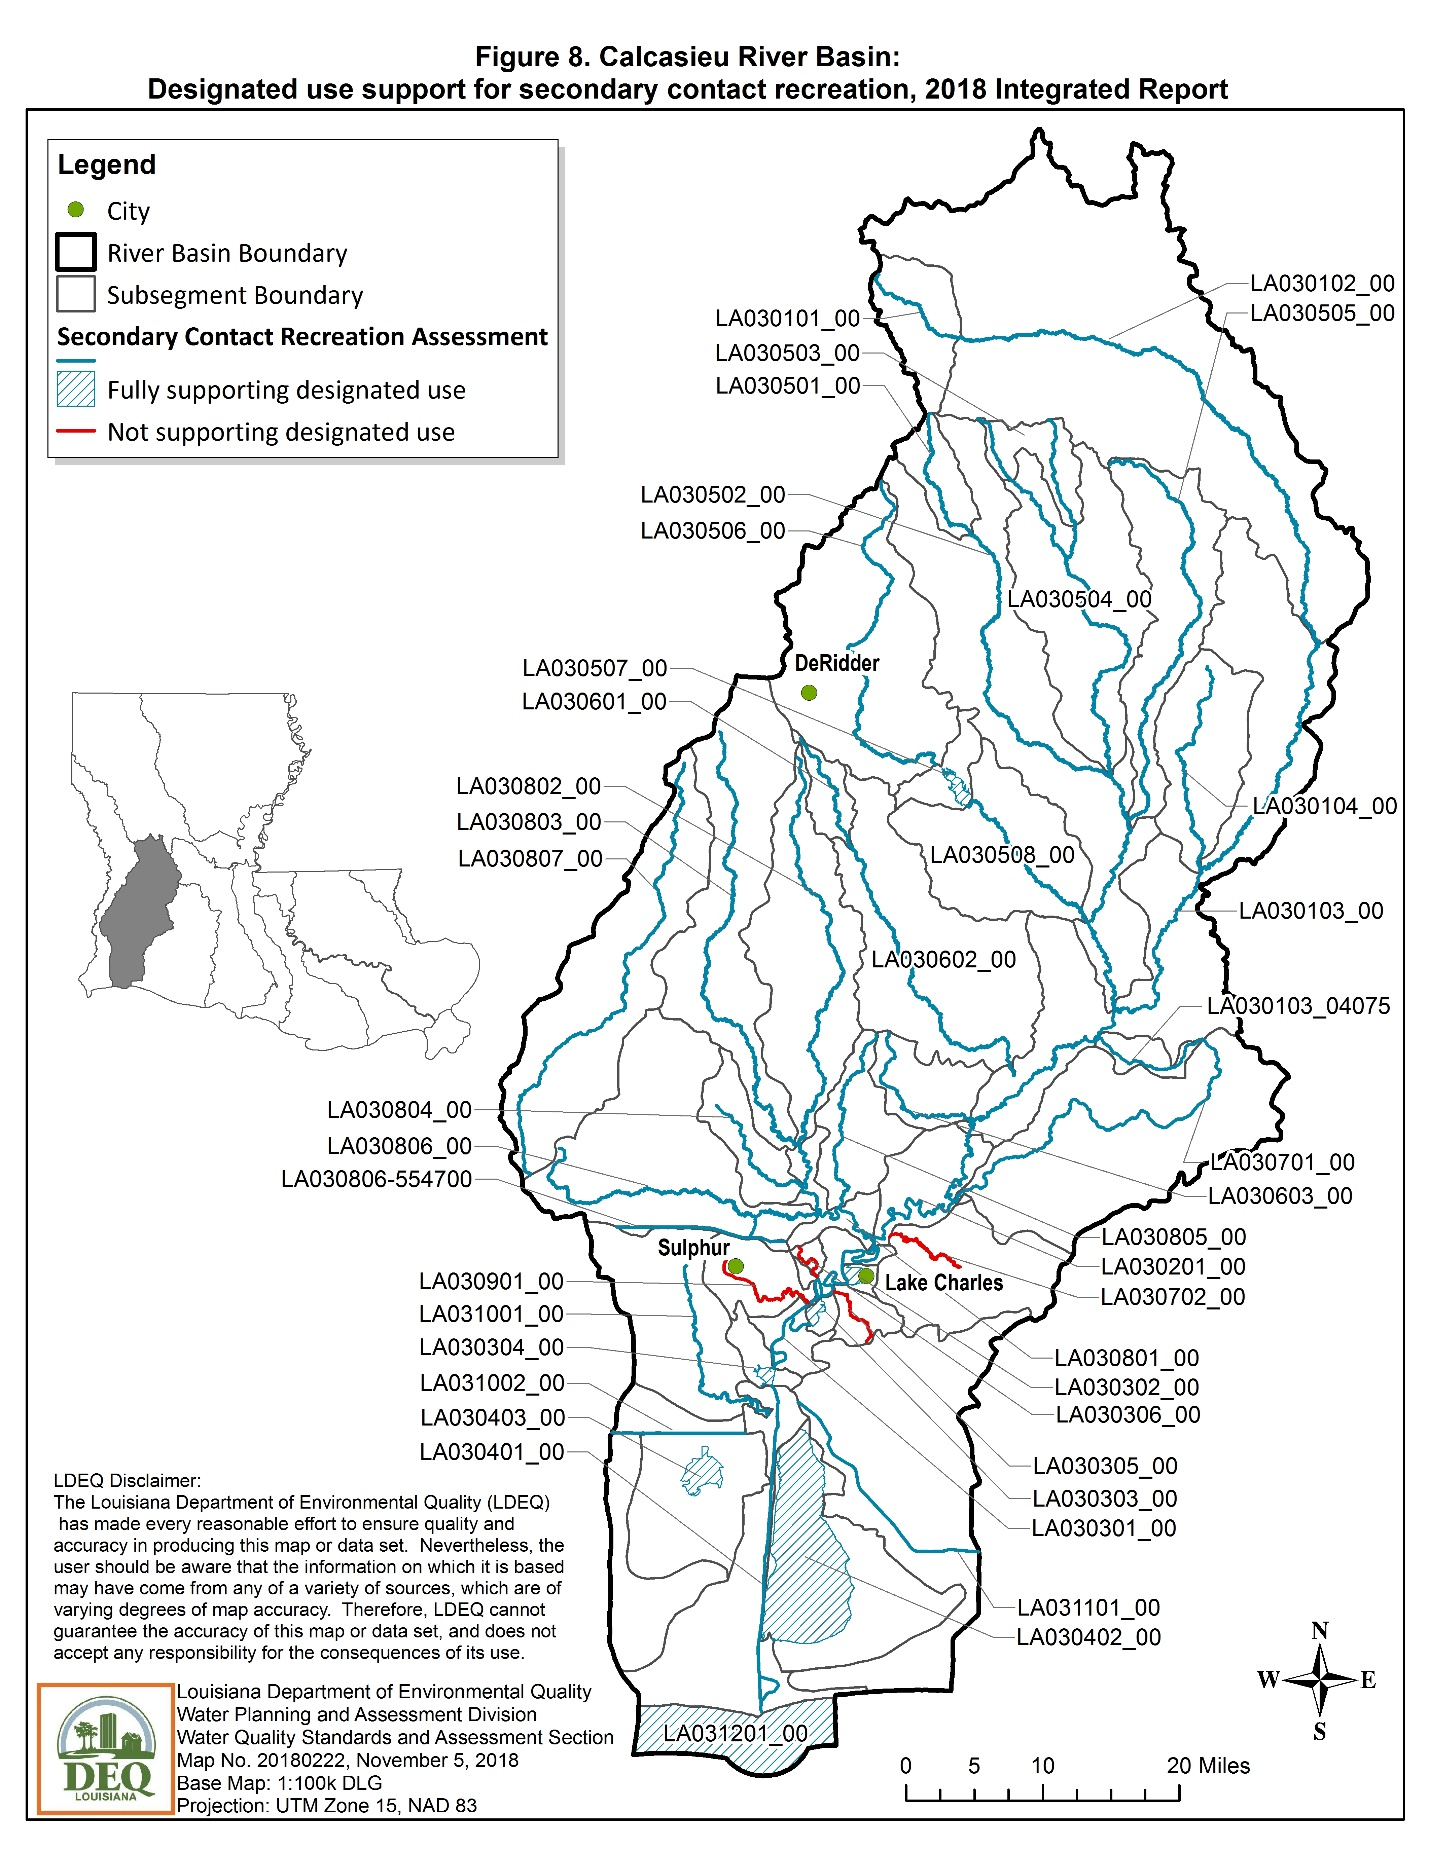 Figure 8. Calcasieu River Basin:
Designated use support for secondary contact recreation, 2018 Integrated Report
Legend
City
River Basin Boundary
Subsegment Boundary
Secondary Contact Recreation Assessment
Fully supporting designated use
Not supporting designated use
LA030102_00
LA030505_00
LA030101_00
LA030503_00
LA030501_00
LA030502_00
LA030506_00
LA030504_00
DeRidder
LA030507_00
LA030601_00
LA030802_00
LA030803_00
LA030807_00
LA030104_00
LA030508_00
LA030103_00
LA030602_00
LA030103_04075
LA030804_00
LA030806_00
LA030806-554700
LA030701_00
LA030603_00
LA030805_00
LA030201_00
LA030702_00
Sulphur
Lake Charles
LA030901_00
LA031001_00
LA030304_00
LA031002_00
LA030403_00
LA030401_00
LA030801_00
LA030302_00
LA030306_00
LA030305_00
LA030303_00
LA030301_00
LA031101_00
LA030402_00
LA031201_00
LDEQ Disclaimer:
The Louisiana Department of Environmental Quality (LDEQ)
has made every reasonable effort to ensure quality and
accuracy in producing this map or data set. Nevertheless, the
user should be aware that the information on which it is based
may have come from any of a variety of sources, which are of
varying degrees of map accuracy. Therefore, LDEQ cannot
guarantee the accuracy of this map or data set, and does not
accept any responsibility for the consequences of its use.
DEQ
LOUISIANA
Louisiana Department of Environmental Quality
Water Planning and Assessment Division
Water Quality Standards and Assessment Section
Map No. 20180222, November 5, 2018
Base Map: 1:100k DLG
Projection: UTM Zone 15, NAD 83
N
W E
S
0 5 10 20 Miles